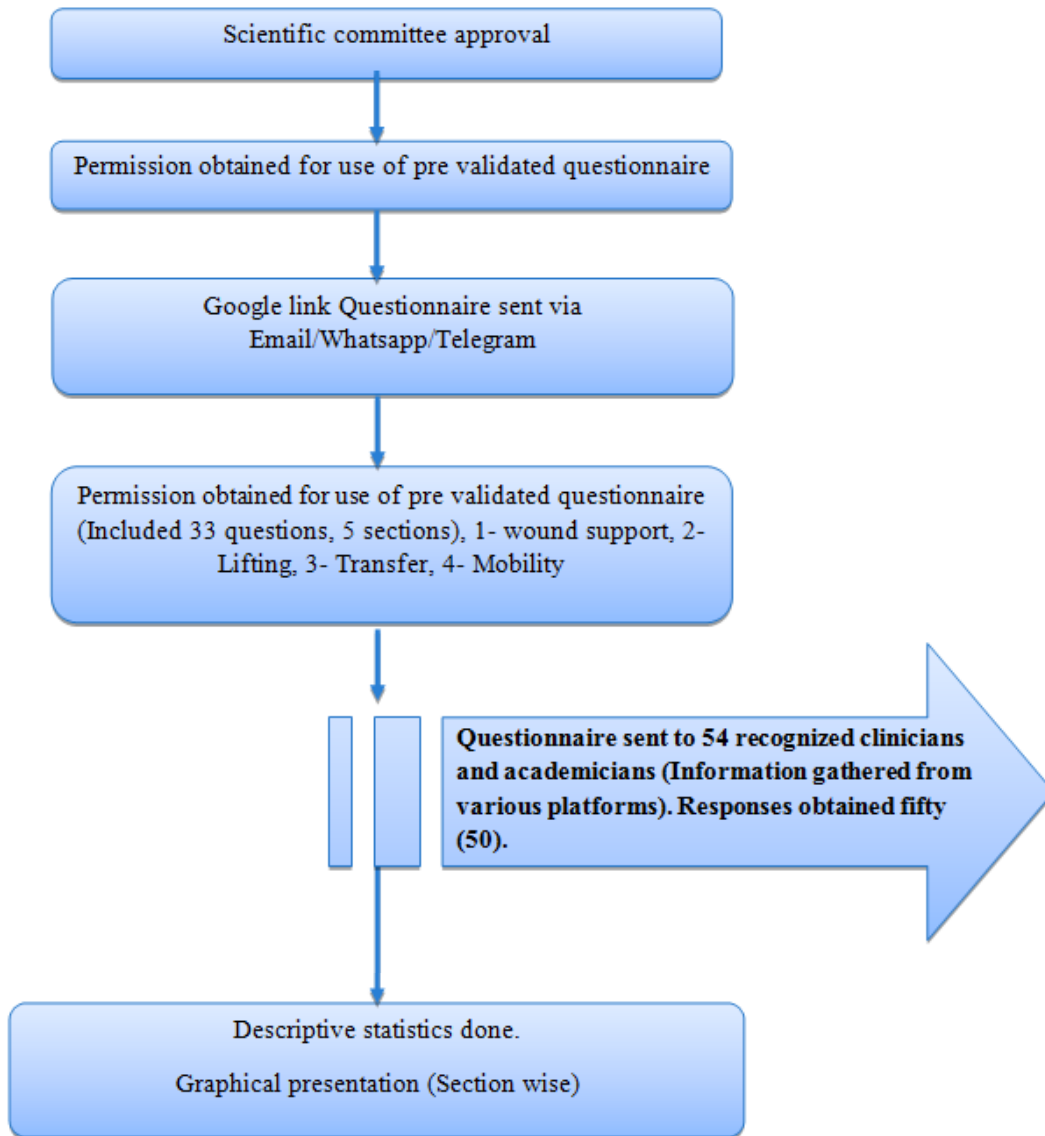 Scientific committee approval
Permission obtained for use of pre validated questionnaire
Google link Questionnaire sent via
Email/Whatsapp/Telegram
Permission obtained for use of pre validated questionnaire
(Included 33 questions, 5 sections), 1- wound support, 2-
Lifting, 3- Transfer, 4- Mobility
Questionnaire sent to 54 recognized clinicians
and academicians (Information gathered from
various platforms). Responses obtained fifty
(50).
Descriptive statistics done.
Graphical presentation (Section wise)